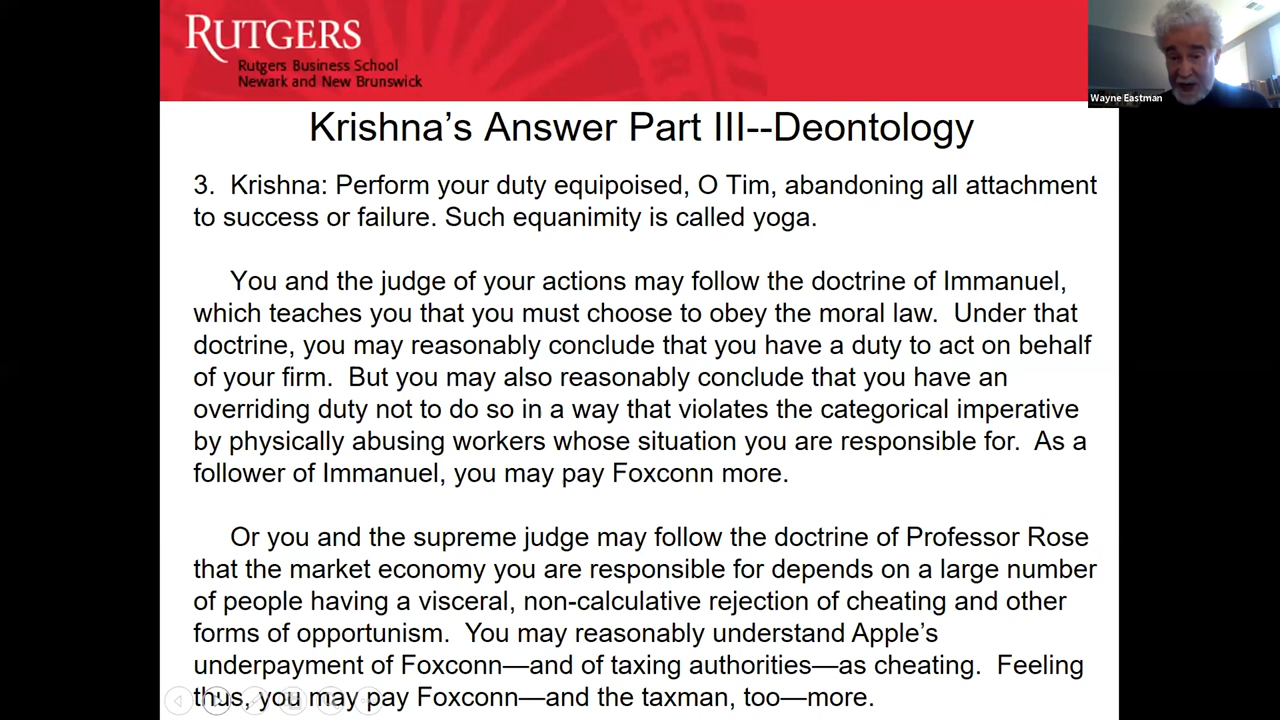 RUTGERS
Rutgers Business School
Newark and New Brunswick
Wayne Eastman
Krishna's Answer Part III--Deontology
3. Krishna: Perform your duty equipoised, O Tim, abandoning all attachment
to success or failure. Such equanimity is called yoga.
You and the judge of your actions may follow the doctrine of Immanuel,
which teaches you that you must choose to obey the moral law. Under that
doctrine, you may reasonably conclude that you have a duty to act on behalf
of your firm. But you may also reasonably conclude that you have an
overriding duty not to do so in a way that violates the categorical imperative
by physically abusing workers whose situation you are responsible for. As a
follower of Immanuel, you may pay Foxconn more.
Or you and the supreme judge may follow the doctrine of Professor Rose
that the market economy you are responsible for depends on a large number
of people having a visceral, non-calculative rejection of cheating and other
forms of opportunism. You may reasonably understand Apple's
underpayment of Foxconn—and of taxing authorities—as cheating. Feeling
thus, you may pay Foxconn—and the taxman, too—more.